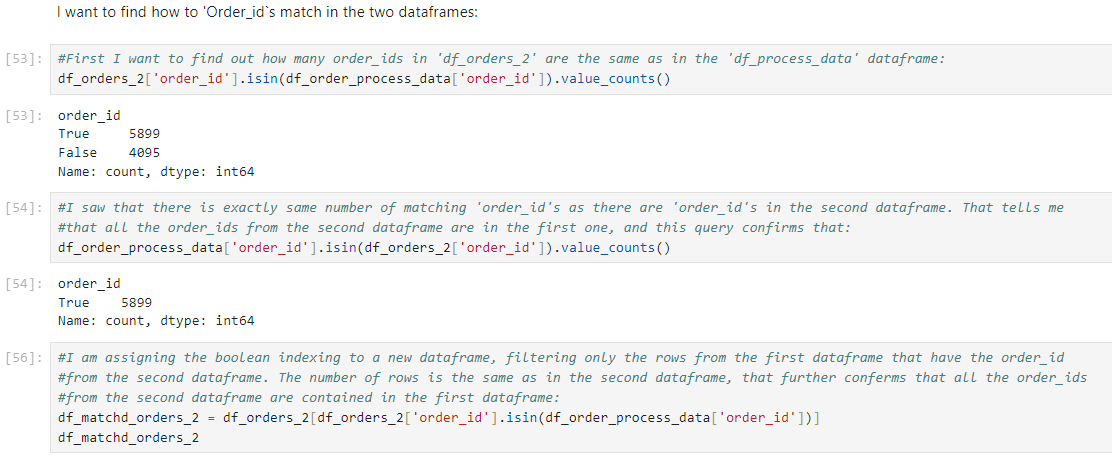 I want to find how to 'Order_id`s match in the two dataframes:
[53]: #First I want to find out how many order_ids in 'df_orders_2' are the same as in the 'df_process_data' dataframe:
df_orders_2['order_id'].isin(df_order_process_data['order_id']).value_counts()
[53]: order_id
True     5899
False    4095
Name: count, dtype: int64
[54]: #I saw that there is exactly same number of matching 'order_id's as there are 'order_id's in the second dataframe. That tells me
#that all the order_ids from the second dataframe are in the first one, and this query confirms that:
df_order_process_data['order_id'].isin(df_orders_2['order_id']).value_counts()
[54]: order_id
True    5899
Name: count, dtype: int64
[56]: #I am assigning the boolean indexing to a new dataframe, filtering only the rows from the first dataframe that have the order_id
#from the second dataframe. The number of rows is the same as in the second dataframe, that further conferms that all the order_ids
#from the second dataframe are contained in the first dataframe:
df_matchd_orders_2 = df_orders_2[df_orders_2['order_id'].isin(df_order_process_data['order_id'])]
df_matchd_orders_2